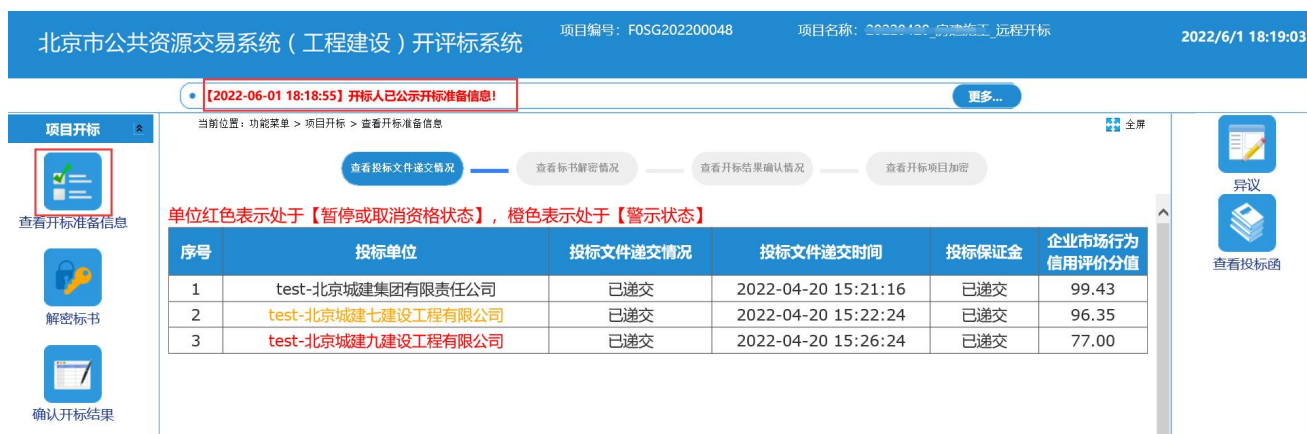 北京市公共资源交易系统（工程建设）开评标系统
项目编号：F0SG202200048
项目名称：20220420_房建施工_远程开标
2022/6/1 18:19:03
【2022-06-01 18:18:55】开标人已公示开标准备信息！
更多...
项目开标
查看开标准备信息
解密标书
确认开标结果
当前位置：功能菜单 > 项目开标 > 查看开标准备信息
全屏
查看投标文件递交情况
查看标书解密情况
查看开标结果确认情况
查看开标项目加密
单位红色表示处于【暂停或取消资格状态】，橙色表示处于【警示状态】
序号 投标单位 投标文件递交情况 投标文件递交时间 投标保证金 企业市场行为
信用评价分值
1 test-北京城建集团有限责任公司 已递交 2022-04-20 15:21:16 已递交 99.43
2 test-北京城建七建设工程有限公司 已递交 2022-04-20 15:22:24 已递交 96.35
3 test-北京城建九建设工程有限公司 已递交 2022-04-20 15:26:24 已递交 77.00
异议
查看投标函